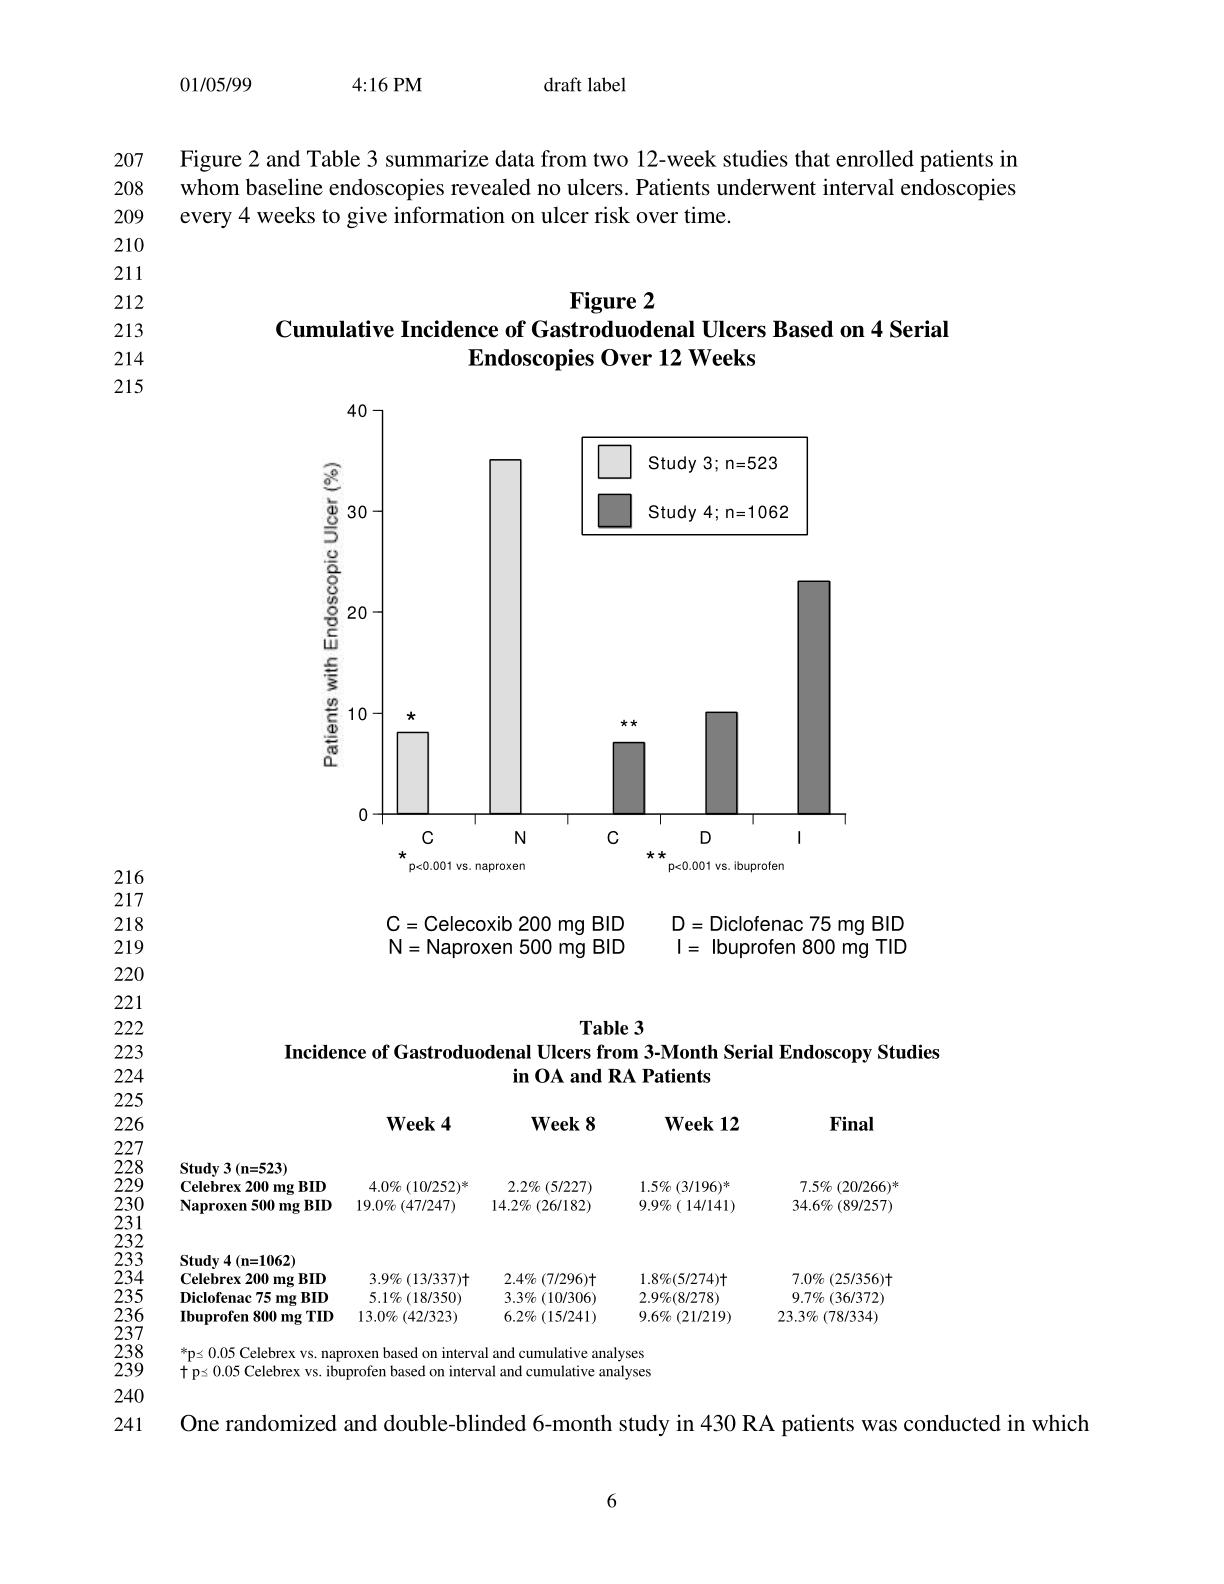 01/05/99 4:16 PM draft label
207 Figure 2 and Table 3 summarize data from two 12-week studies that enrolled patients in
208 whom baseline endoscopies revealed no ulcers. Patients underwent interval endoscopies
209 every 4 weeks to give information on ulcer risk over time.
210
211
212 Figure 2
213 Cumulative Incidence of Gastroduodenal Ulcers Based on 4 Serial
214 Endoscopies Over 12 Weeks
215
Patients with Endoscopic Ulcer (%)
40
30
20
10
0
Study 3; n=523
Study 4; n=1062
*
**
C N C D I
* p<0.001 vs. naproxen ** p<0.001 vs. ibuprofen
216
217
218 C = Celecoxib 200 mg BID D = Diclofenac 75 mg BID
219 N = Naproxen 500 mg BID I = Ibuprofen 800 mg TID
220
221
222 Table 3
223 Incidence of Gastroduodenal Ulcers from 3-Month Serial Endoscopy Studies
224 in OA and RA Patients
225
226 Week 4 Week 8 Week 12 Final
227
228 Study 3 (n=523)
229 Celebrex 200 mg BID 4.0% (10/252)* 2.2% (5/227) 1.5% (3/196)* 7.5% (20/266)*
230 Naproxen 500 mg BID 19.0% (47/247) 14.2% (26/182) 9.9% ( 14/141) 34.6% (89/257)
231
232
233 Study 4 (n=1062)
234 Celebrex 200 mg BID 3.9% (13/337)† 2.4% (7/296)† 1.8%(5/274)† 7.0% (25/356)†
235 Diclofenac 75 mg BID 5.1% (18/350) 3.3% (10/306) 2.9%(8/278) 9.7% (36/372)
236 Ibuprofen 800 mg TID 13.0% (42/323) 6.2% (15/241) 9.6% (21/219) 23.3% (78/334)
237
238 *p≤ 0.05 Celebrex vs. naproxen based on interval and cumulative analyses
239 † p≤ 0.05 Celebrex vs. ibuprofen based on interval and cumulative analyses
240
241 One randomized and double-blinded 6-month study in 430 RA patients was conducted in which
6